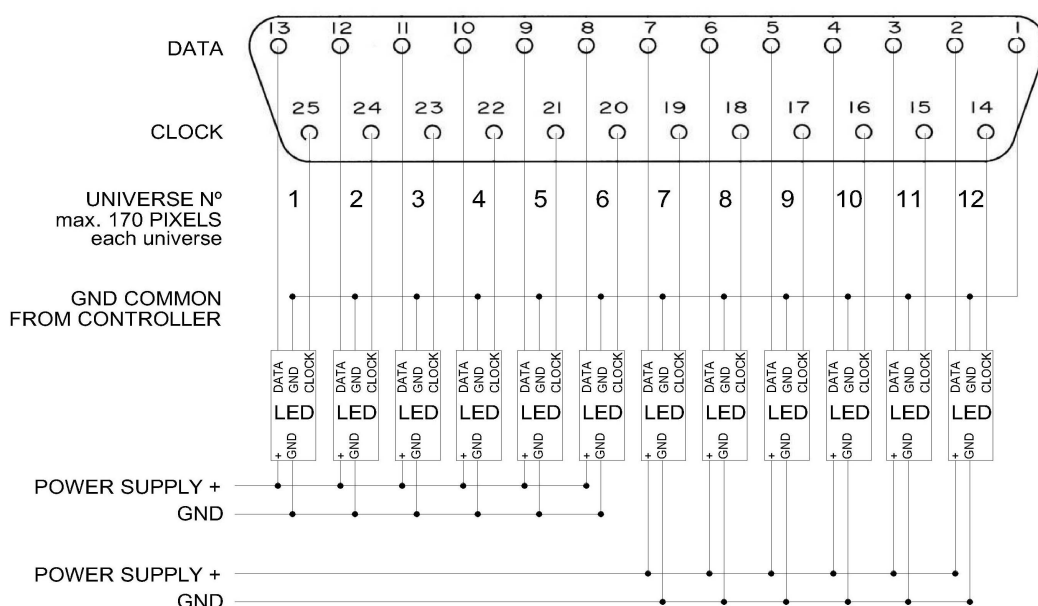 13 12 11 10 9 8 7 6 5 4 3 2 1
DATA
25 24 23 22 21 20 19 18 17 16 15 14
CLOCK
UNIVERSE Nº 1 2 3 4 5 6 7 8 9 10 11 12
max. 170 PIXELS
each universe
GND COMMON
FROM CONTROLLER
DATA GND CLOCK DATA GND CLOCK DATA GND CLOCK DATA GND CLOCK DATA GND CLOCK DATA GND CLOCK DATA GND CLOCK DATA GND CLOCK DATA GND CLOCK DATA GND CLOCK DATA GND CLOCK DATA GND CLOCK
LED LED LED LED LED LED LED LED LED LED LED LED
+ GND + GND + GND + GND + GND + GND + GND + GND + GND + GND + GND + GND
POWER SUPPLY +
GND
POWER SUPPLY +
GND